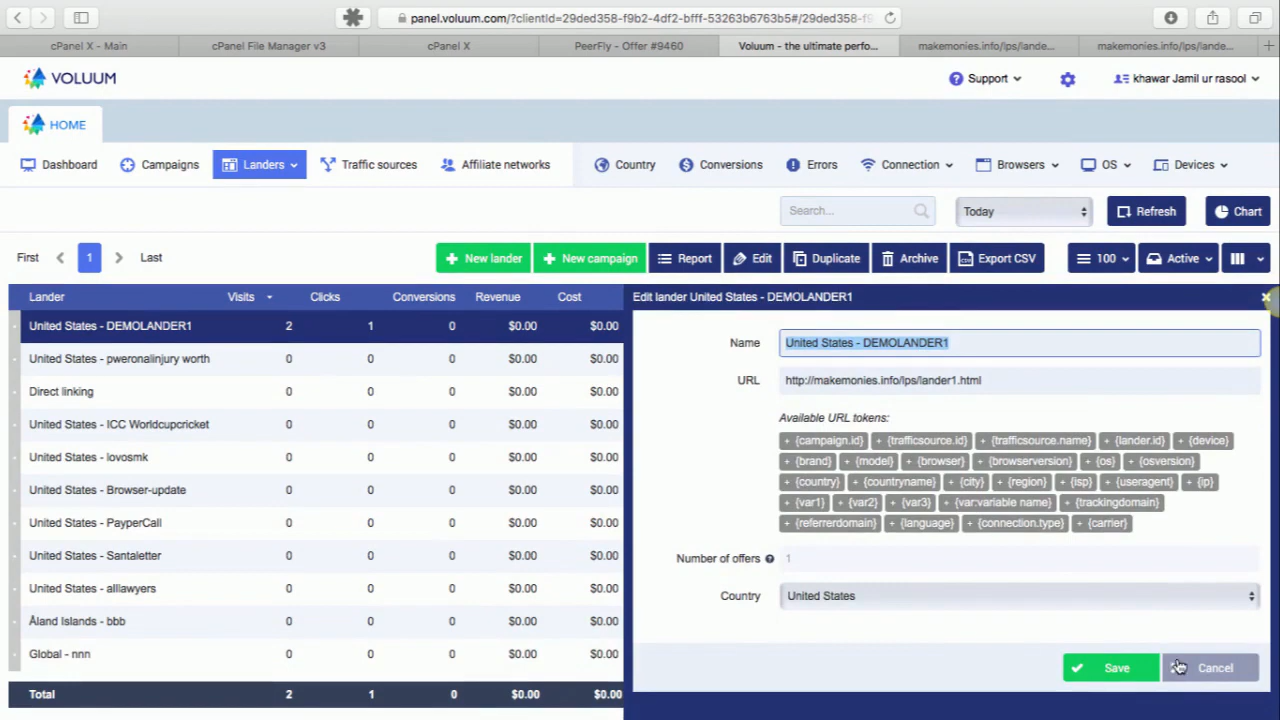 panel.voluum.com/?clientId=29ded358-f9b2-4df2-bfff-53263b6763b5#/29ded358-f9
cPanel X - Main
cPanel File Manager v3
cPanel X
PeerFly - Offer #9460
Voluum - the ultimate perfo...
makemonies.info/lps/lande...
makemonies.info/lps/lande...
VOLUUM
Support
khawar Jamil ur rasool
HOME
Dashboard
Campaigns
Landers
Traffic sources
Affiliate networks
Country
Conversions
Errors
Connection
Browsers
OS
Devices
Search...
Today
Refresh
Chart
First
1
Last
+ New lander
+ New campaign
Report
Edit
Duplicate
Archive
Export CSV
100
Active
Lander Visits Clicks Conversions Revenue Cost
United States - DEMOLANDER1 2 1 0 $0.00 $0.00
United States - pweronalinjury worth 0 0 0 $0.00 $0.00
Direct linking 0 0 0 $0.00 $0.00
United States - ICC Worldcupcricket 0 0 0 $0.00 $0.00
United States - lovosmk 0 0 0 $0.00 $0.00
United States - Browser-update 0 0 0 $0.00 $0.00
United States - PayperCall 0 0 0 $0.00 $0.00
United States - Santaletter 0 0 0 $0.00 $0.00
United States - alllawyers 0 0 0 $0.00 $0.00
Åland Islands - bbb 0 0 0 $0.00 $0.00
Global - nnn 0 0 0 $0.00 $0.00
Total 2 1 0 $0.00 $0.00
Edit lander United States - DEMOLANDER1
Name United States - DEMOLANDER1
URL http://makemonies.info/lps/lander1.html
Available URL tokens:
+ {campaign.id} + {trafficsource.id} + {trafficsource.name} + {lander.id} + {device}
+ {brand} + {model} + {browser} + {browserversion} + {os} + {osversion}
+ {country} + {countryname} + {city} + {region} + {isp} + {useragent} + {ip}
+ {var1} + {var2} + {var3} + {var:variable name} + {trackingdomain}
+ {referrerdomain} + {language} + {connection.type} + {carrier}
Number of offers 1
Country United States
Save
Cancel